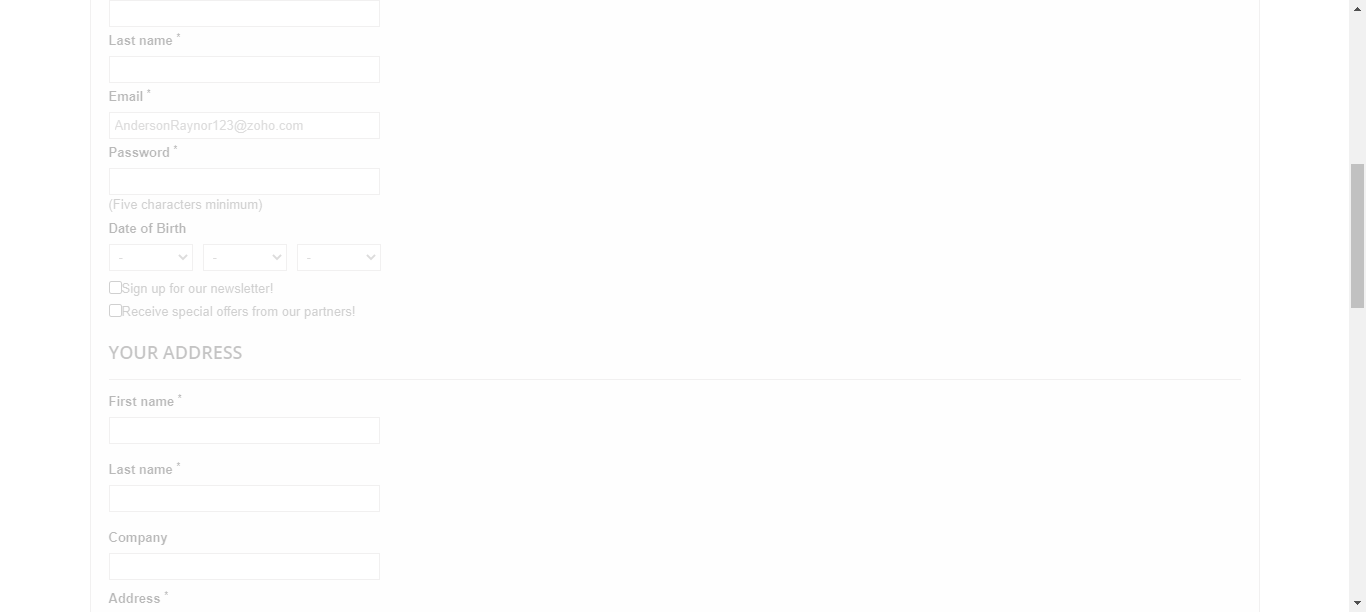 Last name *
Email *
AndersonRaynor123@zoho.com
Password *
(Five characters minimum)
Date of Birth
- - -
Sign up for our newsletter!
Receive special offers from our partners!
YOUR ADDRESS
First name *
Last name *
Company
Address *